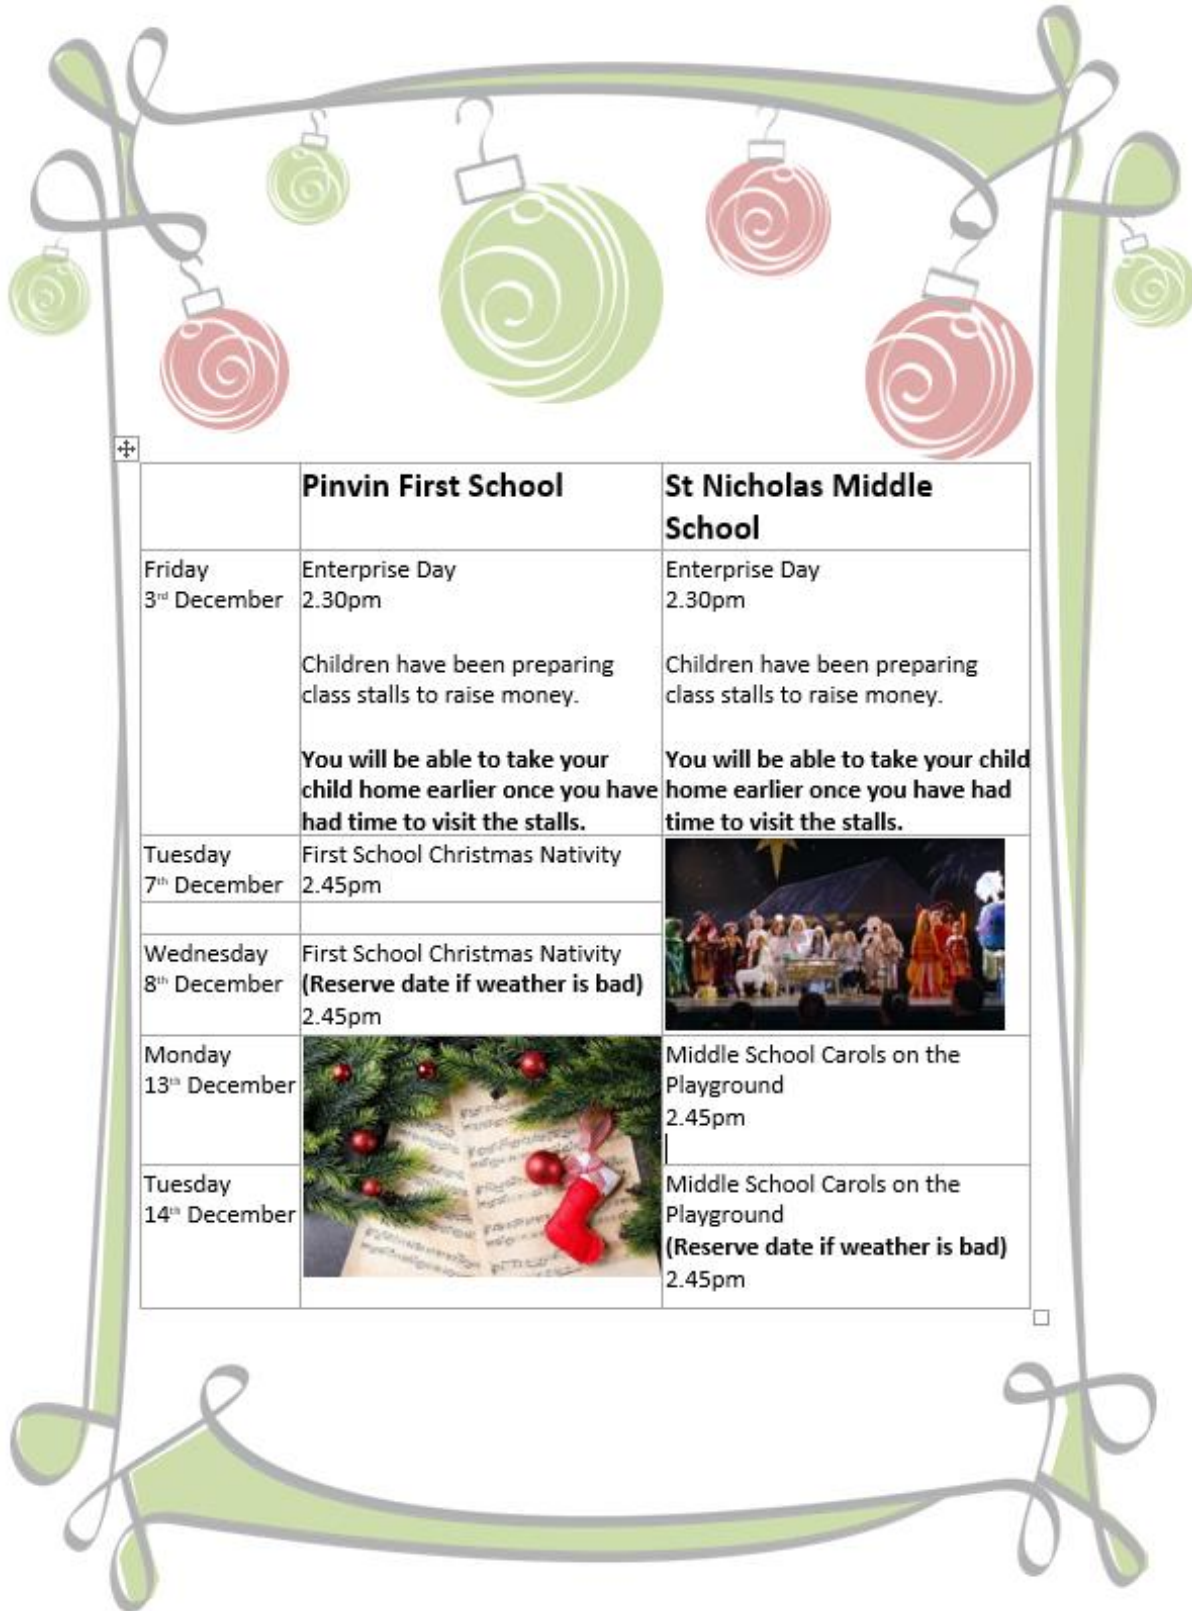 Pinvin First School
St Nicholas Middle
School
Friday
3rd December
Enterprise Day
2.30pm
Children have been preparing
class stalls to raise money.
You will be able to take your
child home earlier once you have
had time to visit the stalls.
Enterprise Day
2.30pm
Children have been preparing
class stalls to raise money.
You will be able to take your child
home earlier once you have had
time to visit the stalls.
Tuesday
7th December
First School Christmas Nativity
2.45pm
Wednesday
8th December
First School Christmas Nativity
(Reserve date if weather is bad)
2.45pm
Monday
13th December
Middle School Carols on the
Playground
2.45pm
Tuesday
14th December
Middle School Carols on the
Playground
(Reserve date if weather is bad)
2.45pm